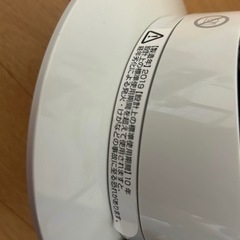 【製造年】2019【設計上の標準使用期間】10年
設計上の標準使用期間を超えて使用されますと、
経年劣化による発火・けがなどの事故に至る
恐れがあります。